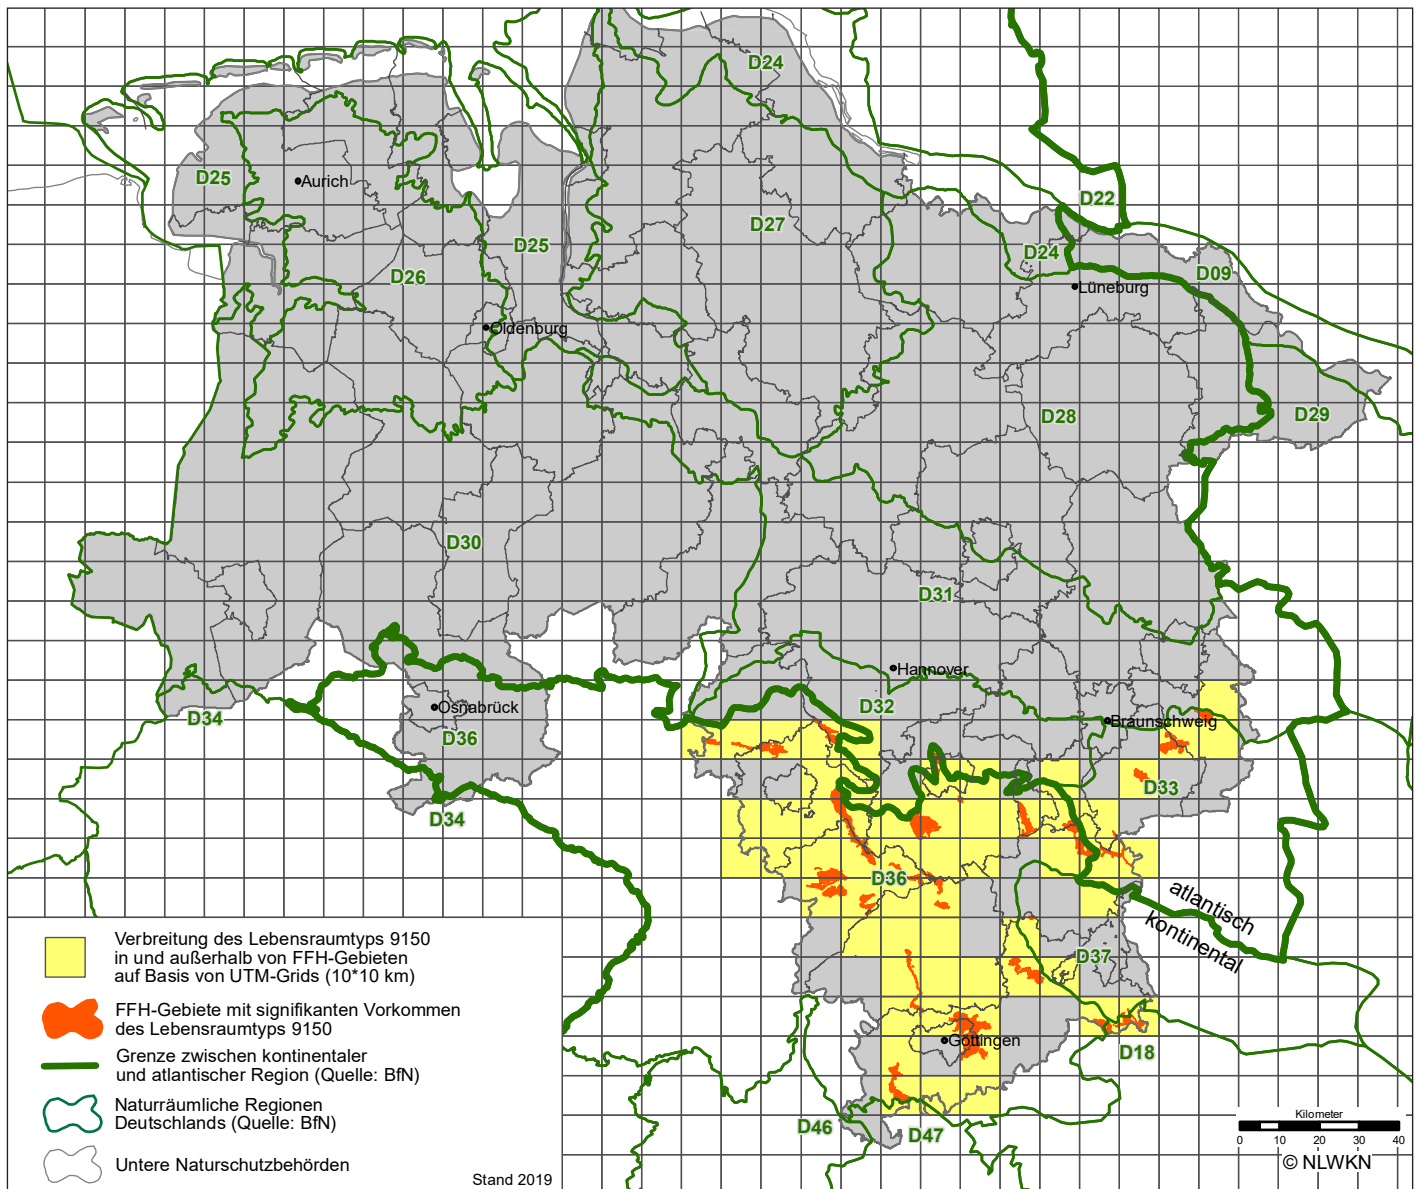 D24
D25
Aurich
D22
D27
D25
D24
D26
D09
Lüneburg
Oldenburg
D28
D29
D30
D31
Hannover
D32
Osnabrück
D34
Braunschweig
D36
D33
D34
D36
atlantisch
kontinental
D37
Göttingen
D18
D46
D47
Verbreitung des Lebensraumtyps 9150
in und außerhalb von FFH-Gebieten
auf Basis von UTM-Grids (10*10 km)
FFH-Gebiete mit signifikanten Vorkommen
des Lebensraumtyps 9150
Grenze zwischen kontinentaler
und atlantischer Region (Quelle: BfN)
Naturräumliche Regionen
Deutschlands (Quelle: BfN)
Untere Naturschutzbehörden
Stand 2019
Kilometer
0 10 20 30 40
© NLWKN